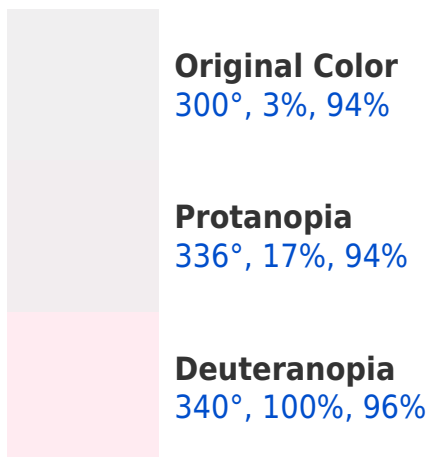 Original Color
300°, 3%, 94%
Protanopia
336°, 17%, 94%
Deuteranopia
340°, 100%, 96%